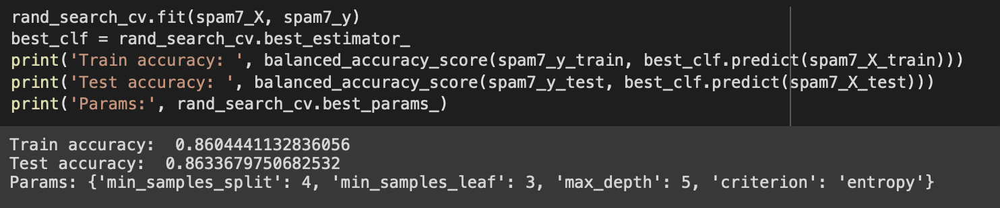 rand_search_cv.fit(spam7_X, spam7_y)
best_clf = rand_search_cv.best_estimator_
print('Train accuracy: ', balanced_accuracy_score(spam7_y_train, best_clf.predict(spam7_X_train)))
print('Test accuracy: ', balanced_accuracy_score(spam7_y_test, best_clf.predict(spam7_X_test)))
print('Params:', rand_search_cv.best_params_)
Train accuracy:  0.8604441132836056
Test accuracy:  0.8633679750682532
Params: {'min_samples_split': 4, 'min_samples_leaf': 3, 'max_depth': 5, 'criterion': 'entropy'}